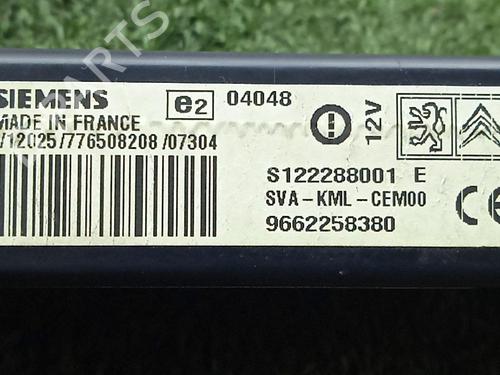 SIEMENS
MADE IN FRANCE
/12025/776508208/07304
e2 04048
12V
S122288001 E
SVA-KML-CEM00
9662258380
CE